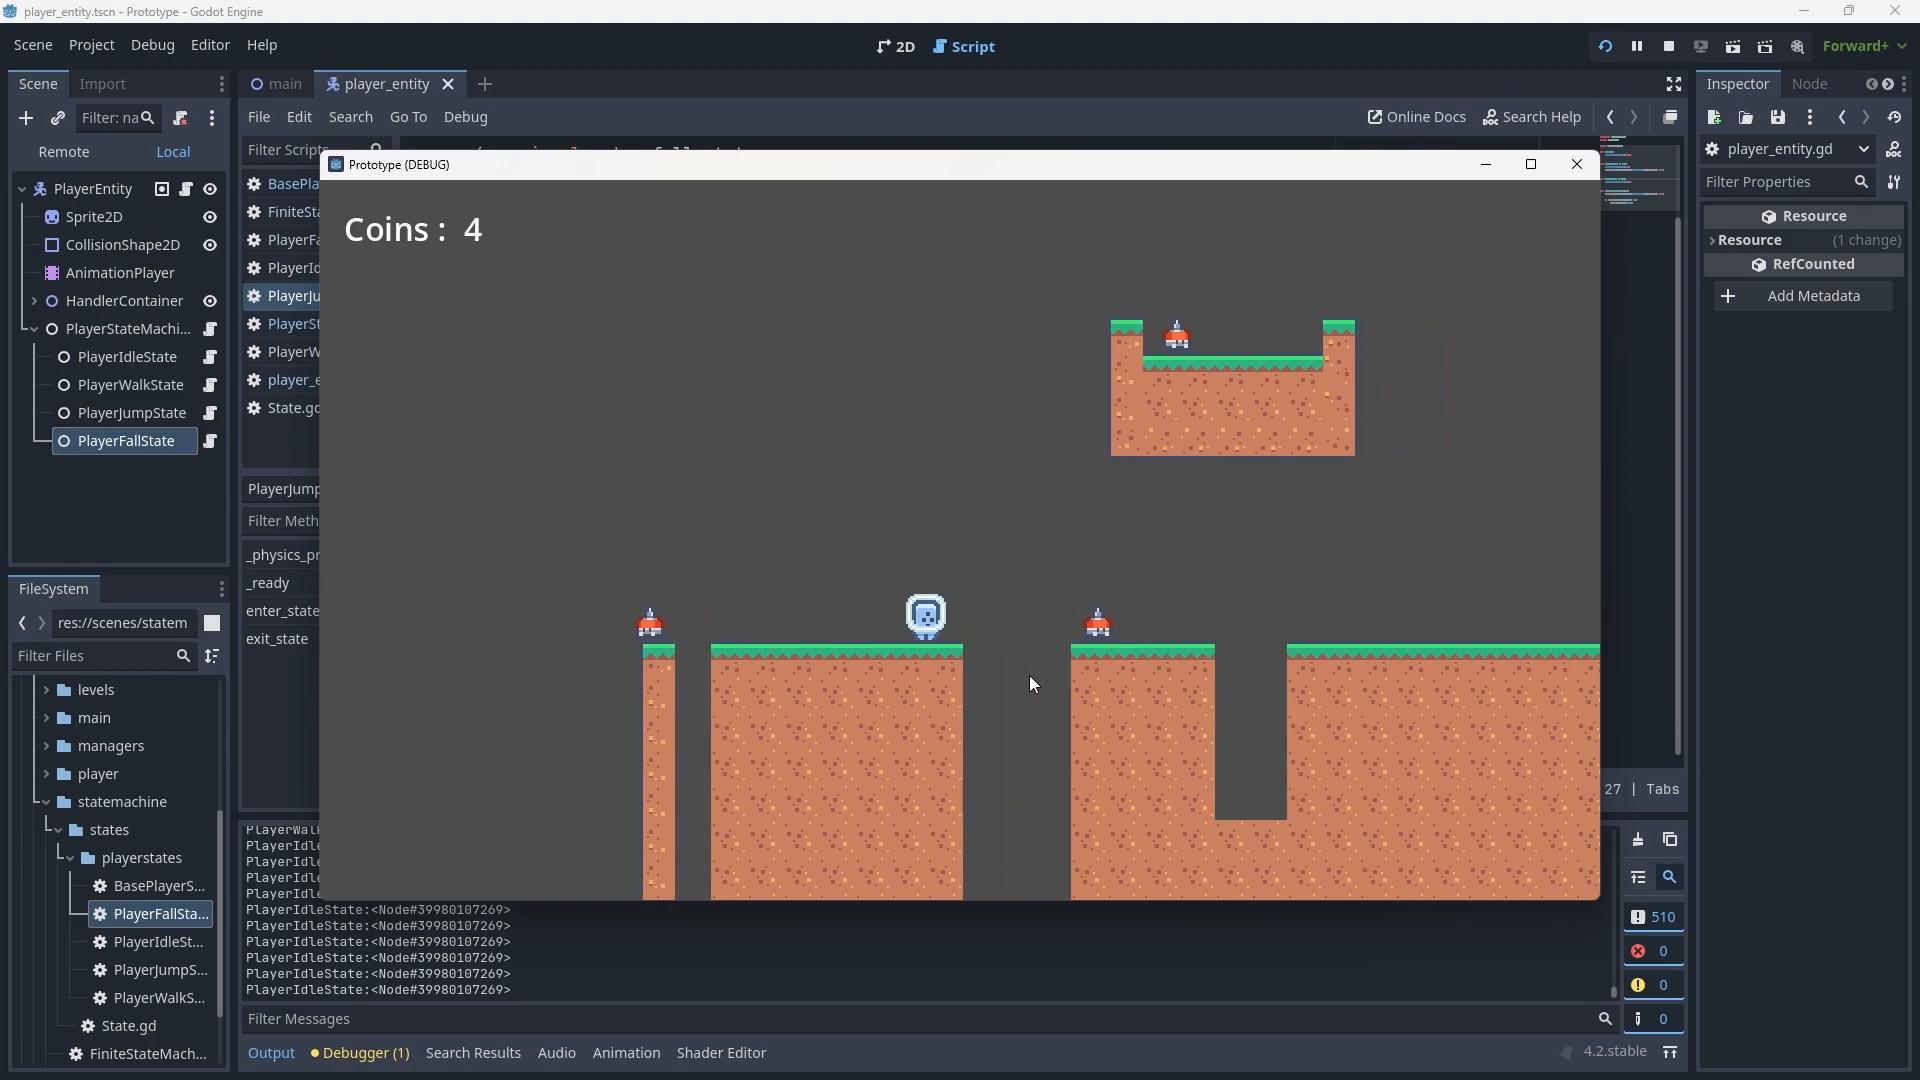 player_entity.tscn - Prototype - Godot Engine
Scene Project Debug Editor Help
2D Script
Forward+
Scene Import
main player_entity
Inspector Node
Filter: na
File Edit Search Go To Debug
Online Docs Search Help
Remote Local
Filter Scripts
player_entity.gd
Filter Properties
Prototype (DEBUG)
PlayerEntity
Sprite2D
CollisionShape2D
AnimationPlayer
HandlerContainer
PlayerStateMachi...
PlayerIdleState
PlayerWalkState
PlayerJumpState
PlayerFallState
BasePla
FiniteSta
PlayerFa
PlayerId
PlayerJu
PlayerSt
PlayerW
player_e
State.gd
PlayerJump
Filter Meth
_physics_pr
_ready
enter_state
exit_state
Coins : 4
Resource
Resource (1 change)
RefCounted
Add Metadata
27 | Tabs
FileSystem
res://scenes/statem
Filter Files
levels
main
managers
player
statemachine
states
playerstates
BasePlayerS...
PlayerFallSta...
PlayerIdleSt...
PlayerJumpS...
PlayerWalkS...
State.gd
FiniteStateMach...
PlayerWalk
PlayerIdle
PlayerIdle
PlayerIdle
PlayerIdle
PlayerIdleState:<Node#39980107269>
PlayerIdleState:<Node#39980107269>
PlayerIdleState:<Node#39980107269>
PlayerIdleState:<Node#39980107269>
PlayerIdleState:<Node#39980107269>
PlayerIdleState:<Node#39980107269>
510
0
0
0
Filter Messages
Output Debugger (1) Search Results Audio Animation Shader Editor
4.2.stable